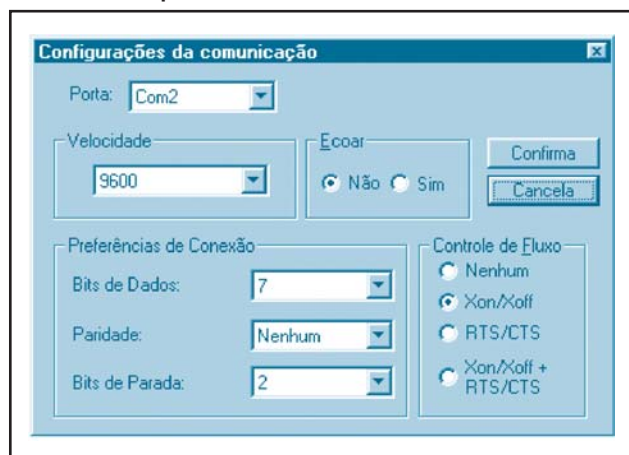 Configurações da comunicação
Porta: Com2
Velocidade
9600
Ecoar
Não Sim
Confirma
Cancela
Preferências de Conexão
Bits de Dados: 7
Paridade: Nenhum
Bits de Parada: 2
Controle de Fluxo
Nenhum
Xon/Xoff
RTS/CTS
Xon/Xoff +
RTS/CTS